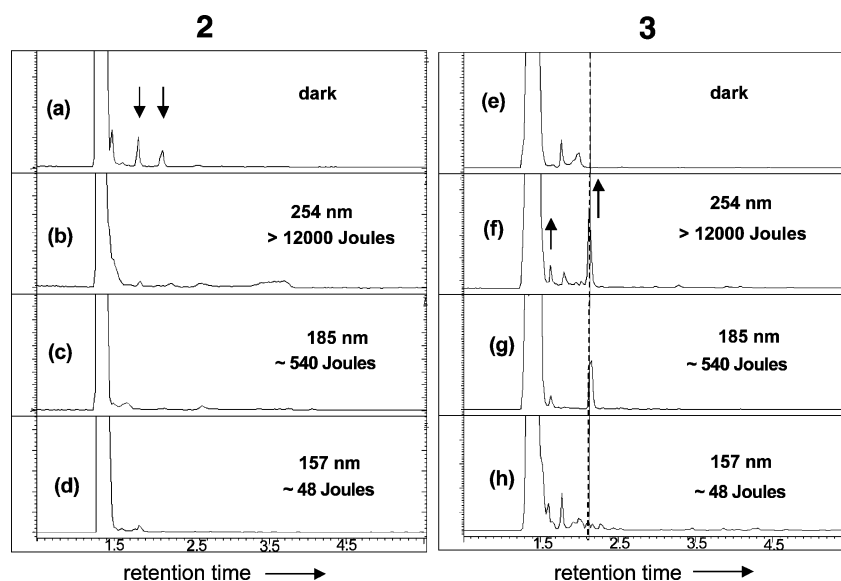 2
3
(a)
dark
(b)
254 nm
> 12000 Joules
(c)
185 nm
~ 540 Joules
(d)
157 nm
~ 48 Joules
1.5 2.5 3.5 4.5
retention time
(e)
dark
(f)
254 nm
> 12000 Joules
(g)
185 nm
~ 540 Joules
(h)
157 nm
~ 48 Joules
1.5 2.5 3.5 4.5
retention time